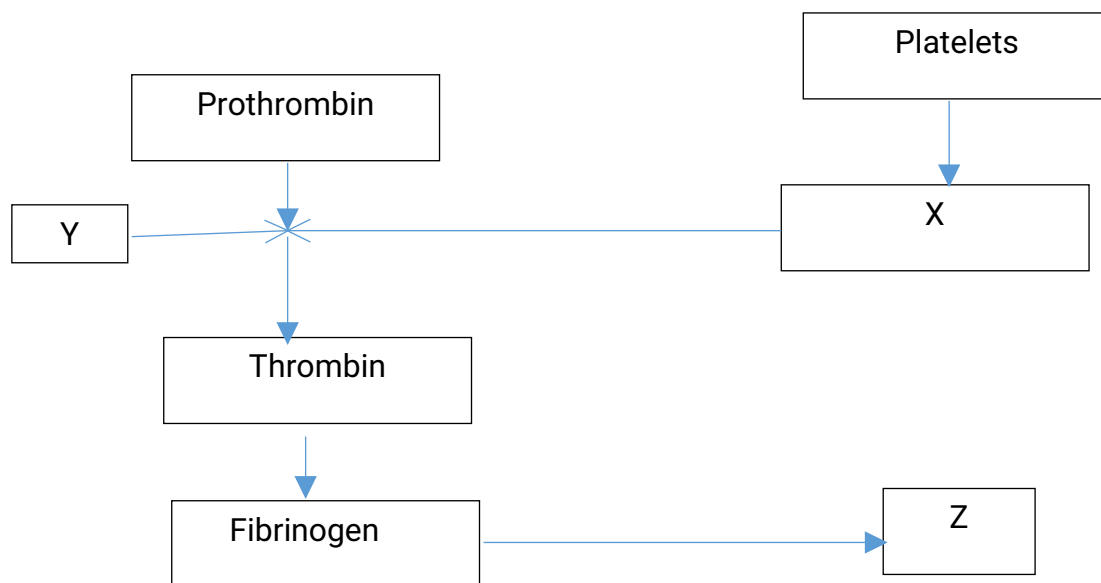 Platelets
Prothrombin
X
Y
Thrombin
Z
Fibrinogen